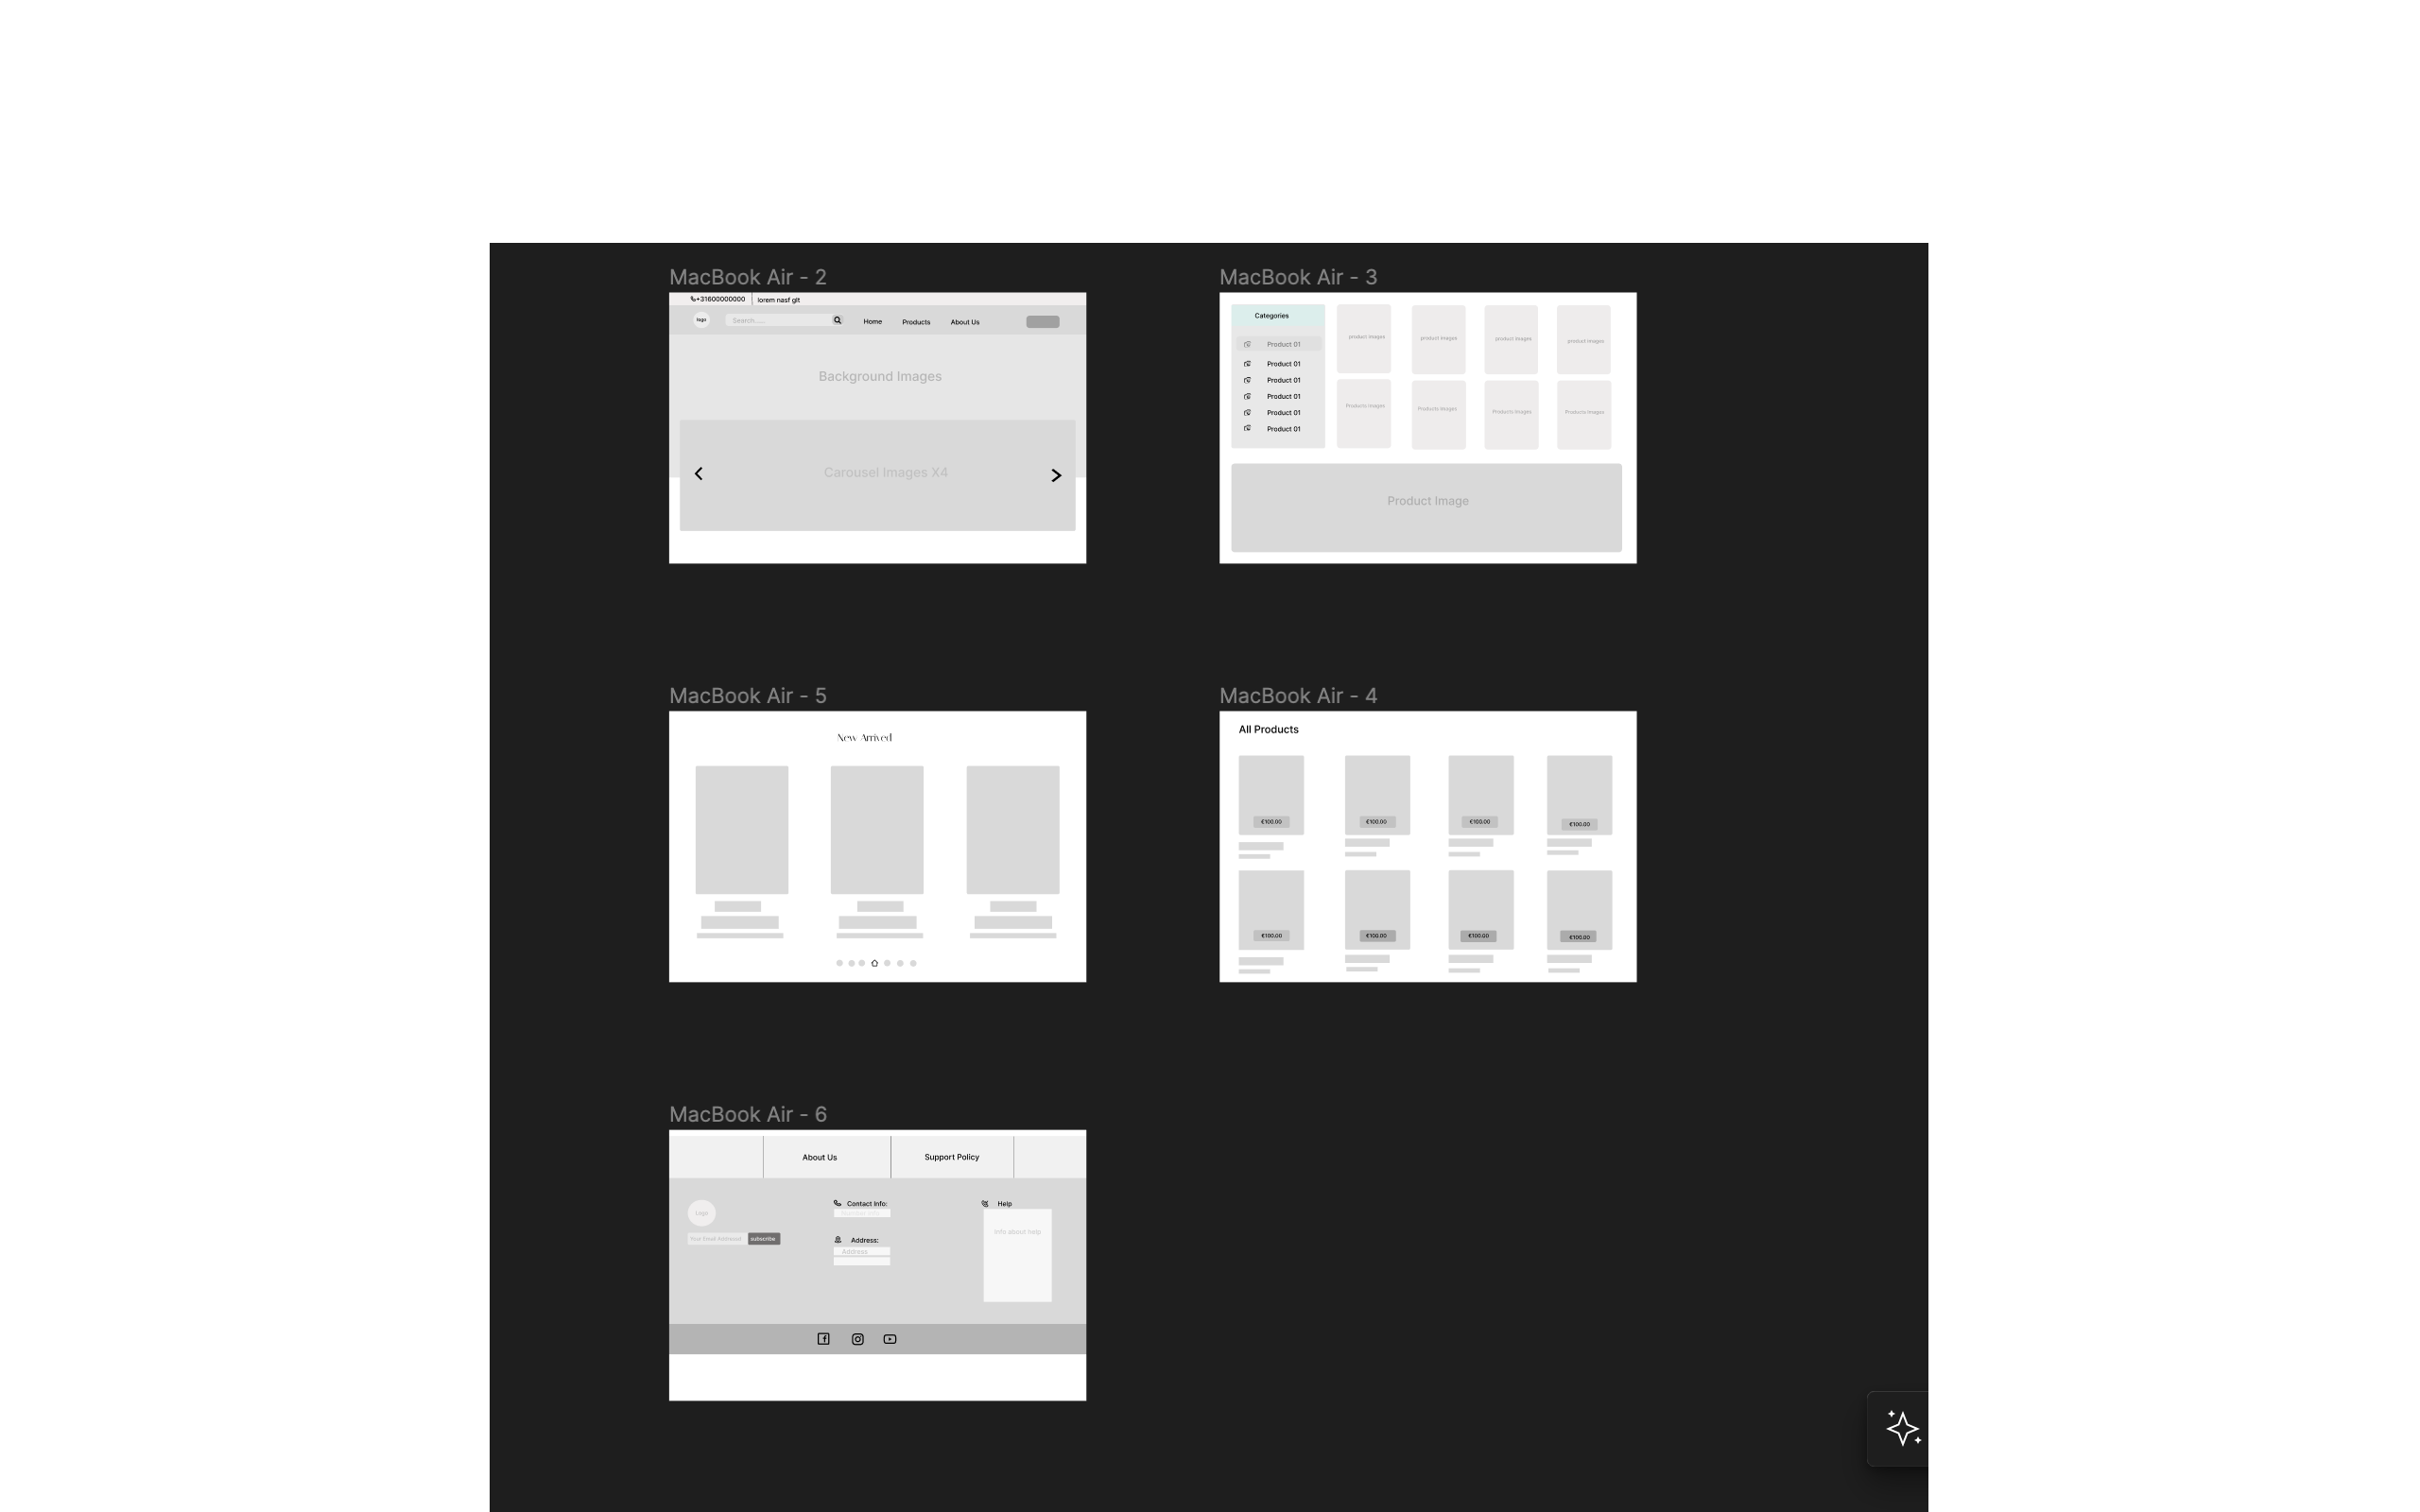 MacBook Air - 2
+31600000000 lorem nasf glt
logo Search...... Home Products About Us
Background Images
Carousel Images X4
MacBook Air - 3
Categories
Product 01
Product 01
Product 01
Product 01
Product 01
Product 01
product Images product Images product Images product Images
Products Images Products Images Products Images Products Images
Product Image
MacBook Air - 5
New Arrived
MacBook Air - 4
All Products
€100.00 €100.00 €100.00 €100.00
€100.00 €100.00 €100.00 €100.00
MacBook Air - 6
About Us Support Policy
Logo
Your Email Address! subscribe
Contact Info:
Address:
Address
Help
Info about help